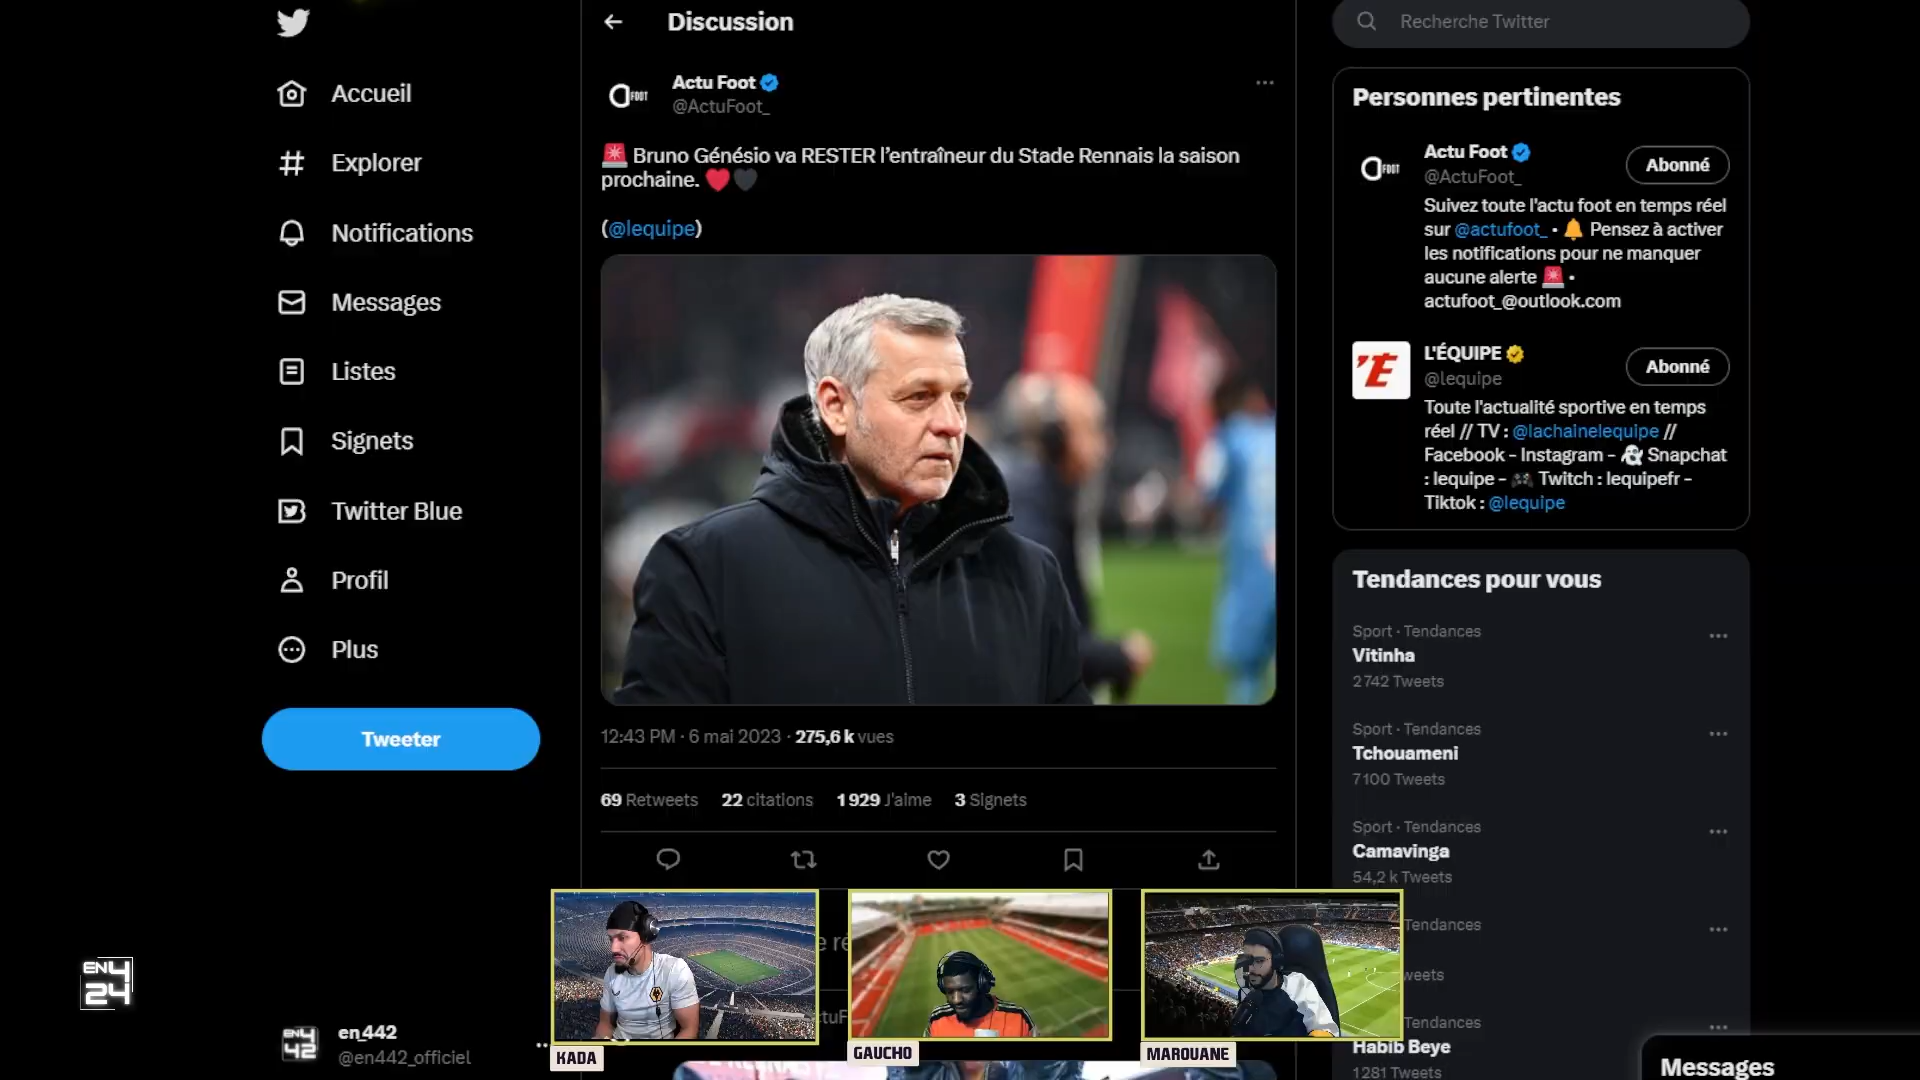 Accueil
Explorer
Notifications
Messages
Listes
Signets
Twitter Blue
Profil
Plus
Tweeter
EN4
24
EN4
42
en_442
@en442_officiel
Discussion
FOOT
Actu Foot
@ActuFoot_
🚨 Bruno Génésio va RESTER l’entraîneur du Stade Rennais la saison
prochaine. ❤️🖤
(@lequipe)
12:43 PM · 6 mai 2023 · 275,6 k vues
69 Retweets 22 citations 1 929 J'aime 3 Signets
KADA
GAUCHO
MAROUANE
Recherche Twitter
Personnes pertinentes
FOOT
Actu Foot
@ActuFoot_
Abonné
Suivez toute l'actu foot en temps réel
sur @actufoot_ • 🔔 Pensez à activer
les notifications pour ne manquer
aucune alerte 🚨 •
actufoot_@outlook.com
'É
L'ÉQUIPE
@lequipe
Abonné
Toute l'actualité sportive en temps
réel // TV : @lachainelequipe //
Facebook - Instagram - 👻 Snapchat
: lequipe - 🎮 Twitch : lequipefr -
Tiktok : @lequipe
Tendances pour vous
Sport · Tendances
Vitinha
2 742 Tweets
Sport · Tendances
Tchouameni
7 100 Tweets
Sport · Tendances
Camavinga
54,2 k Tweets
Tendances
weets
Tendances
Habib Beye
1 281 Tweets
Messages